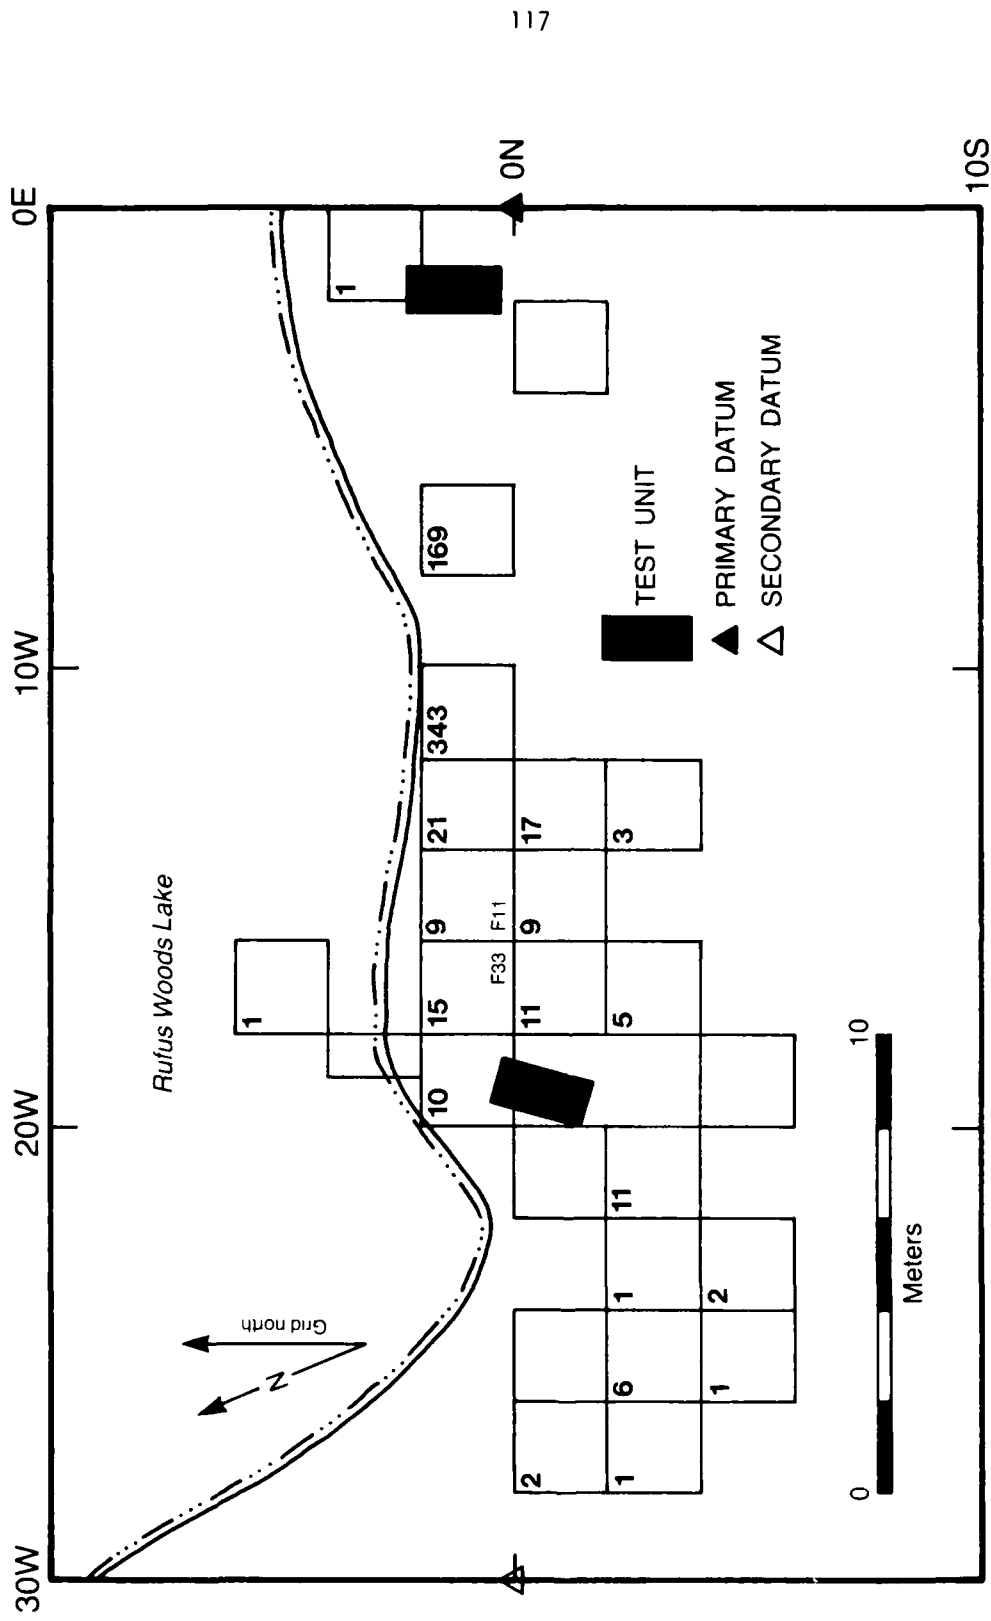 117
30W
20W
10W
0E
0N
10S
Rufus Woods Lake
Grid north
N
1
1
10
15
9
21
343
169
F33
F11
2
11
9
17
1
6
1
11
5
3
1
2
TEST UNIT
PRIMARY DATUM
SECONDARY DATUM
0
10
Meters